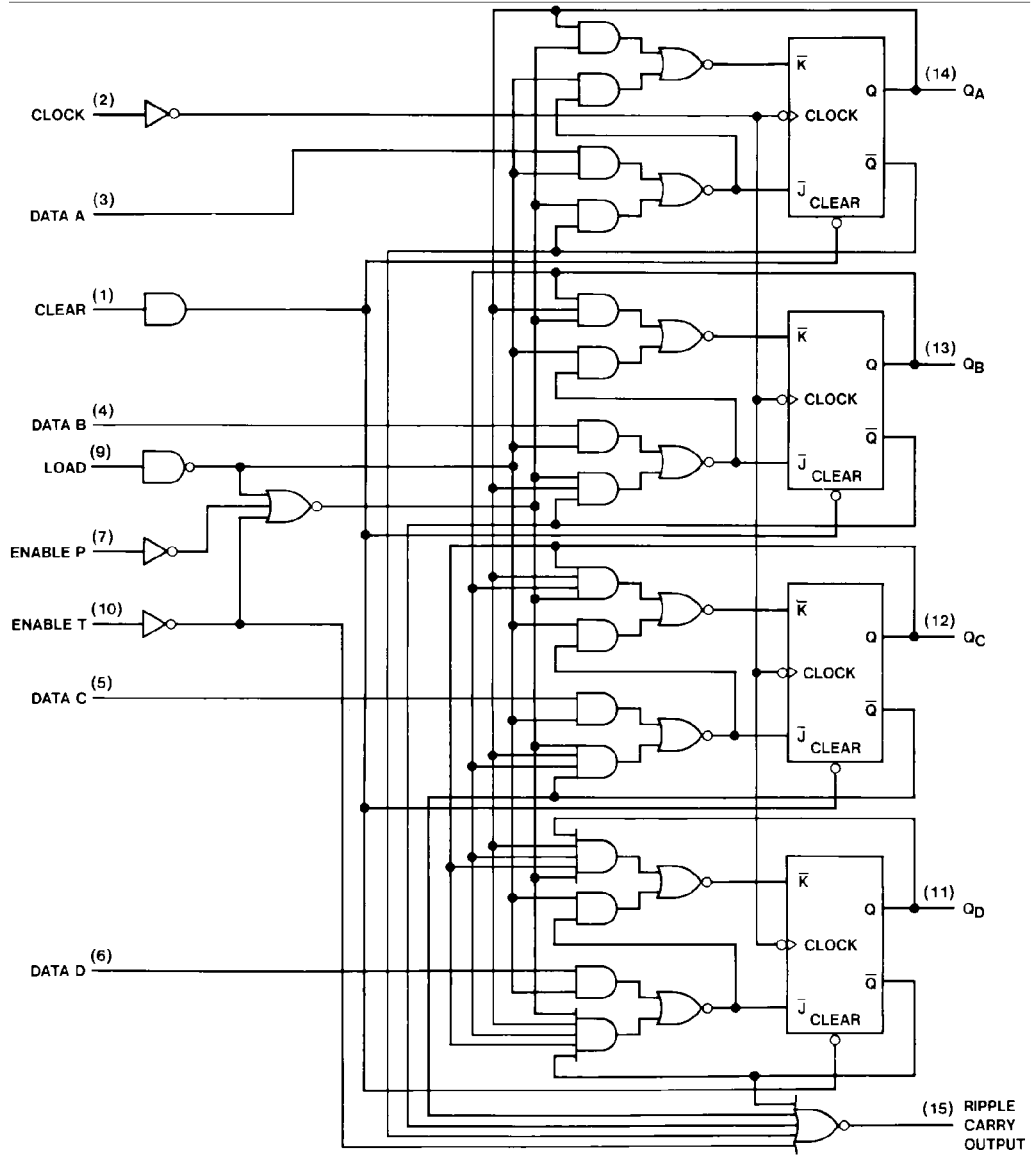 K̅
Q (14) QA
CLOCK (2)
CLOCK
Q̅
DATA A (3)
J̅
CLEAR
CLEAR (1)
K̅
Q (13) QB
CLOCK
DATA B (4)
Q̅
LOAD (9)
J̅
CLEAR
ENABLE P (7)
ENABLE T (10)
K̅
Q (12) QC
CLOCK
DATA C (5)
Q̅
J̅
CLEAR
K̅
Q (11) QD
CLOCK
DATA D (6)
Q̅
J̅
CLEAR
(15) RIPPLE
CARRY
OUTPUT